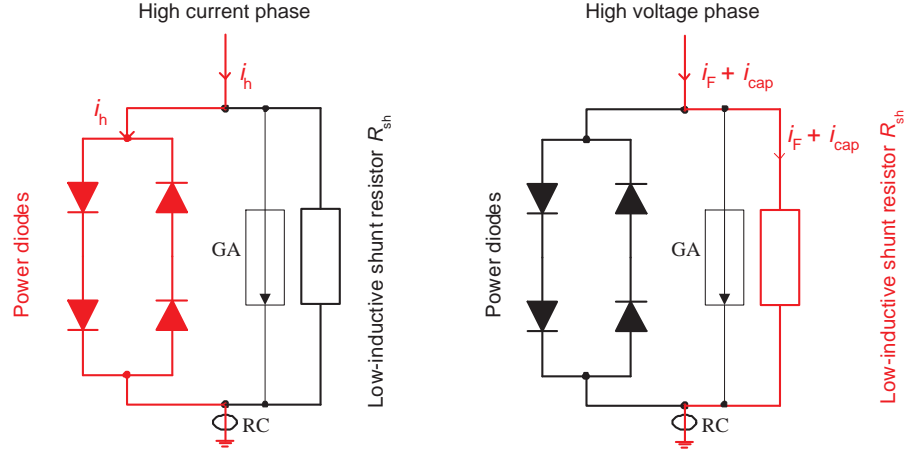 High current phase
i_h
i_h
Power diodes
GA
Low-inductive shunt resistor R_sh
RC
High voltage phase
i_F + i_cap
i_F + i_cap
Power diodes
GA
Low-inductive shunt resistor R_sh
RC